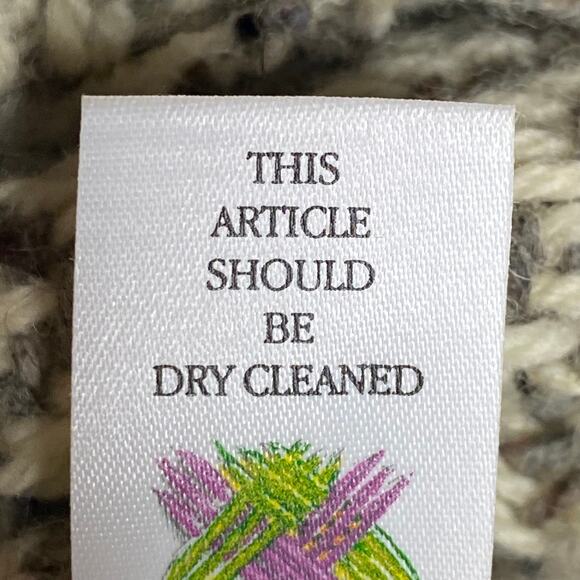 THIS
ARTICLE
SHOULD
BE
DRY CLEANED